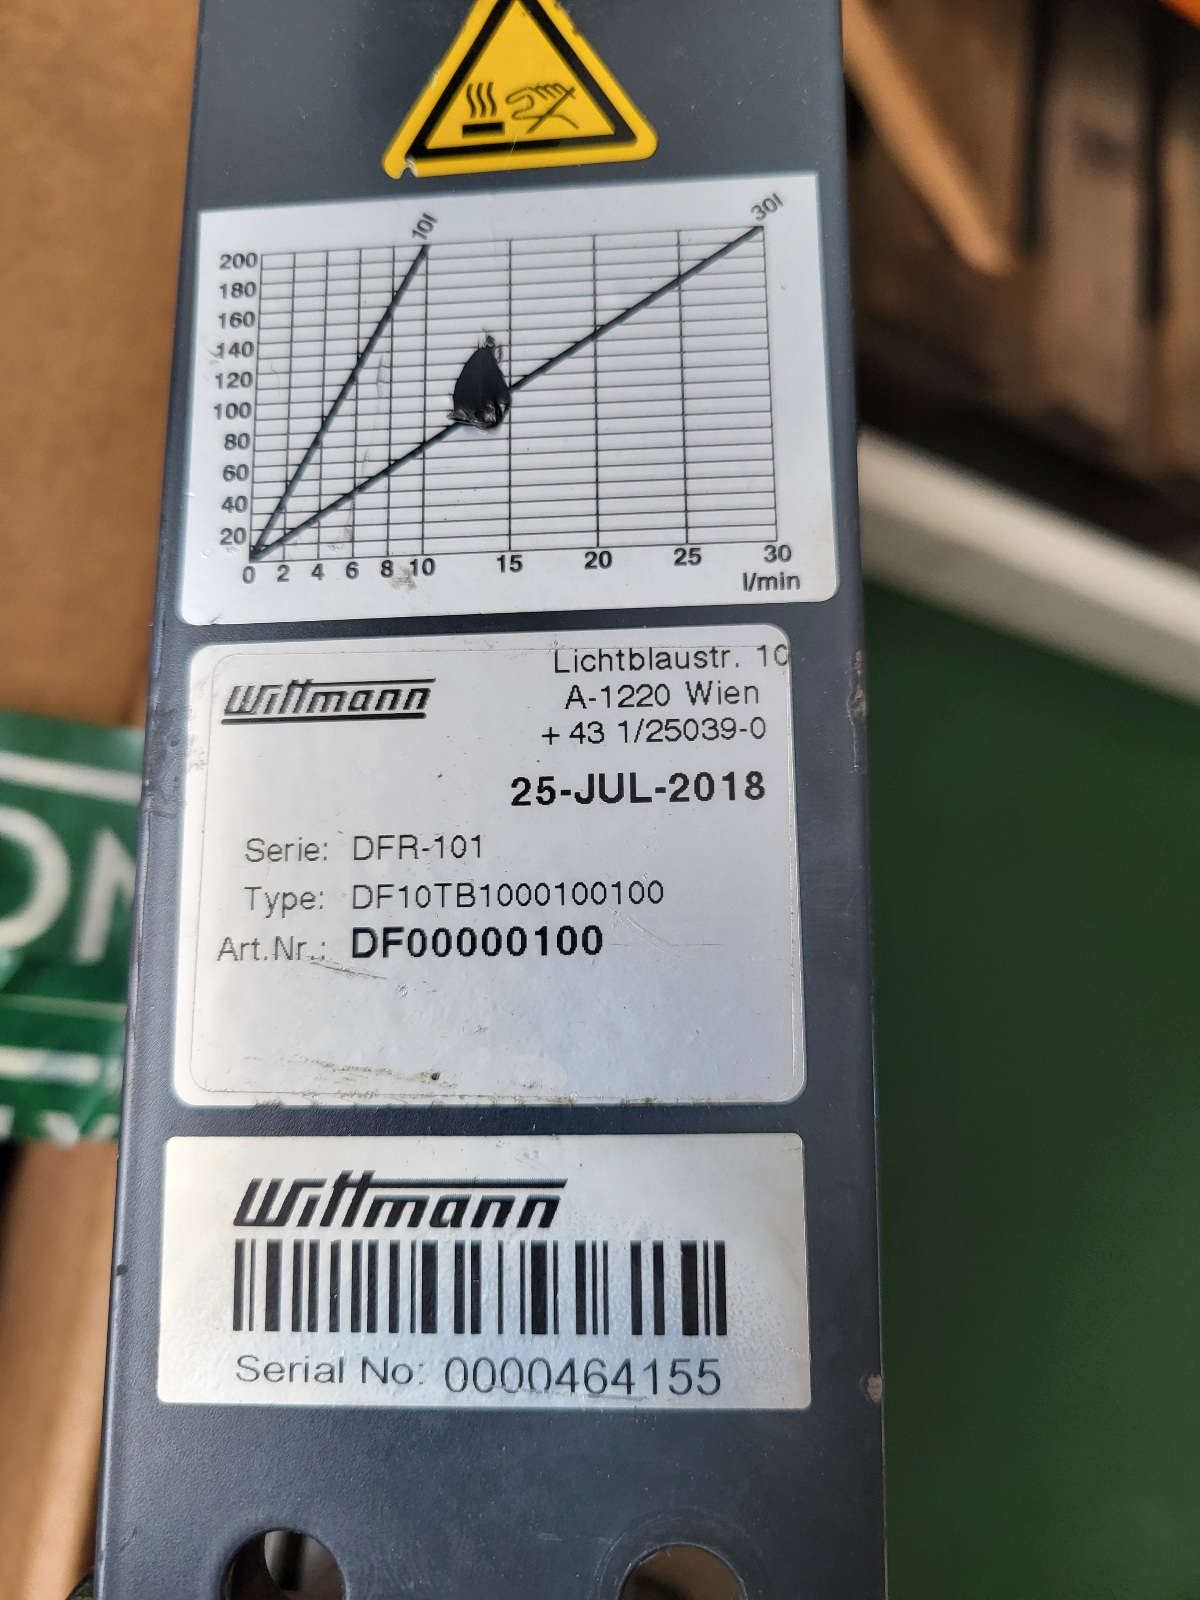 10l 30l
200
180
160
140
120
100
80
60
40
20
0 2 4 6 8 10 15 20 25 30
l/min
Wittmann
Lichtblaustr. 10
A-1220 Wien
+ 43 1/25039-0
25-JUL-2018
Serie: DFR-101
Type: DF10TB1000100100
Art.Nr.: DF00000100
Wittmann
Serial No: 0000464155